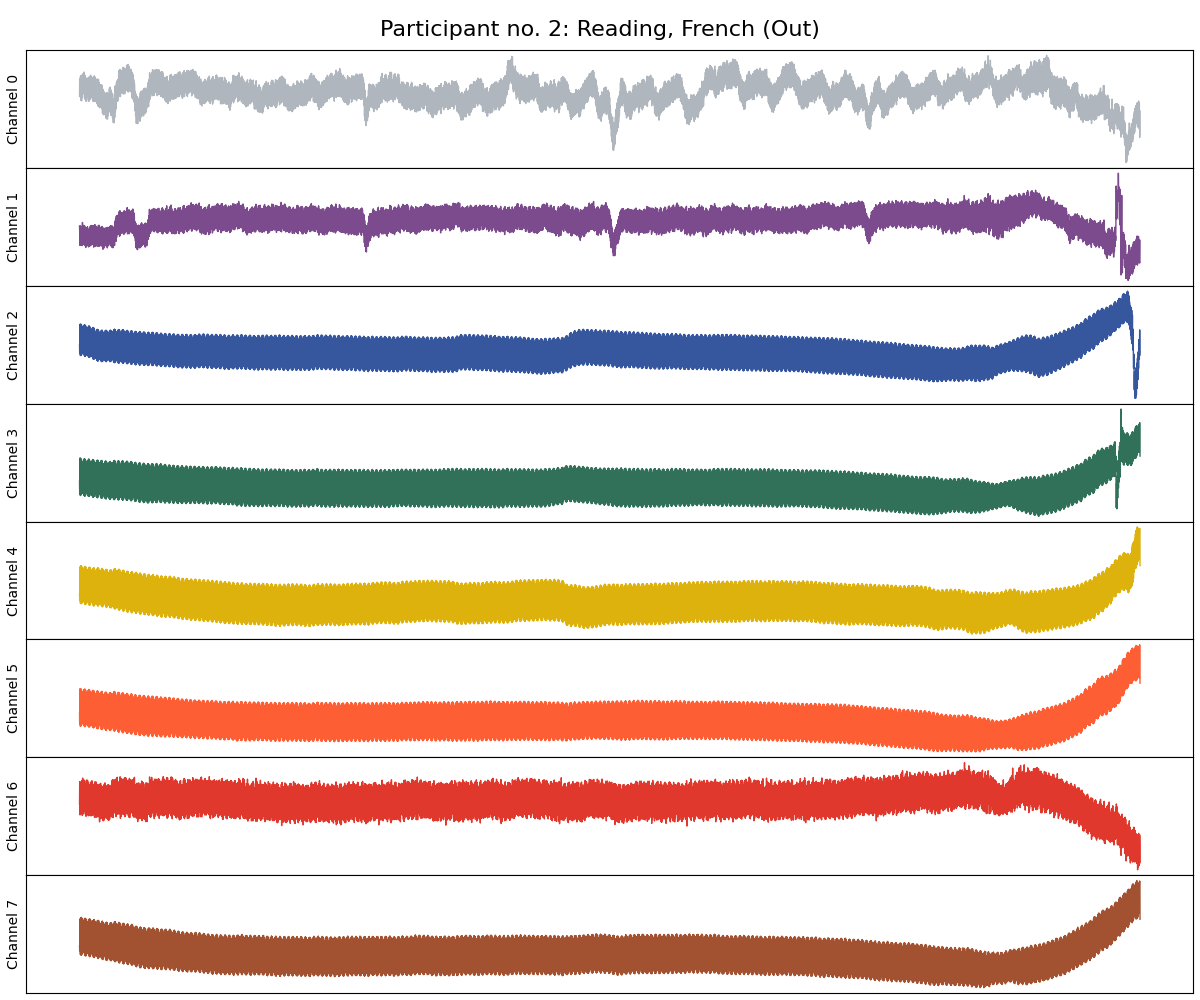 Participant no. 2: Reading, French (Out)
Channel 0
Channel 1
Channel 2
Channel 3
Channel 4
Channel 5
Channel 6
Channel 7